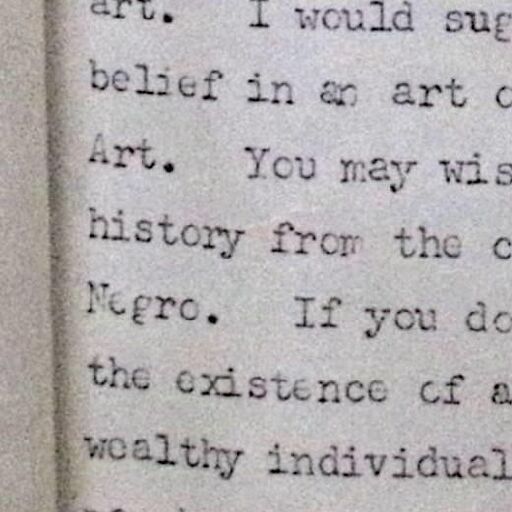 art. I would sug
belief in an art o
Art. You may wis
history from the c
Negro. If you do
the existence of a
wealthy individual